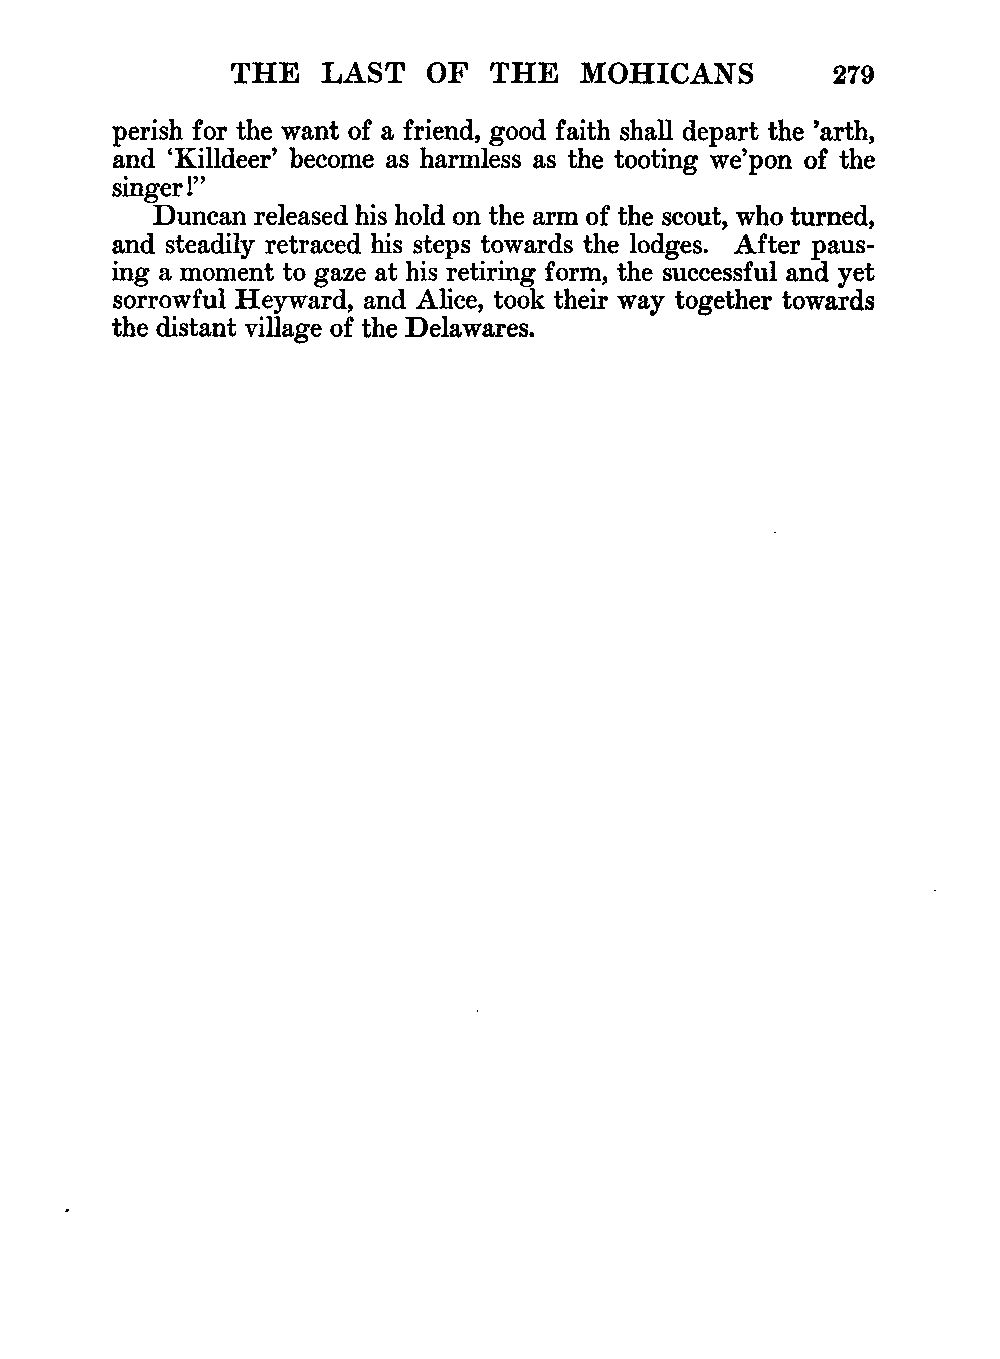 THE LAST OF THE MOHICANS 279
perish for the want of a friend, good faith shall depart the ’arth,
and ‘Killdeer’ become as harmless as the tooting we’pon of the
singer!”
Duncan released his hold on the arm of the scout, who turned,
and steadily retraced his steps towards the lodges. After paus-
ing a moment to gaze at his retiring form, the successful and yet
sorrowful Heyward, and Alice, took their way together towards
the distant village of the Delawares.